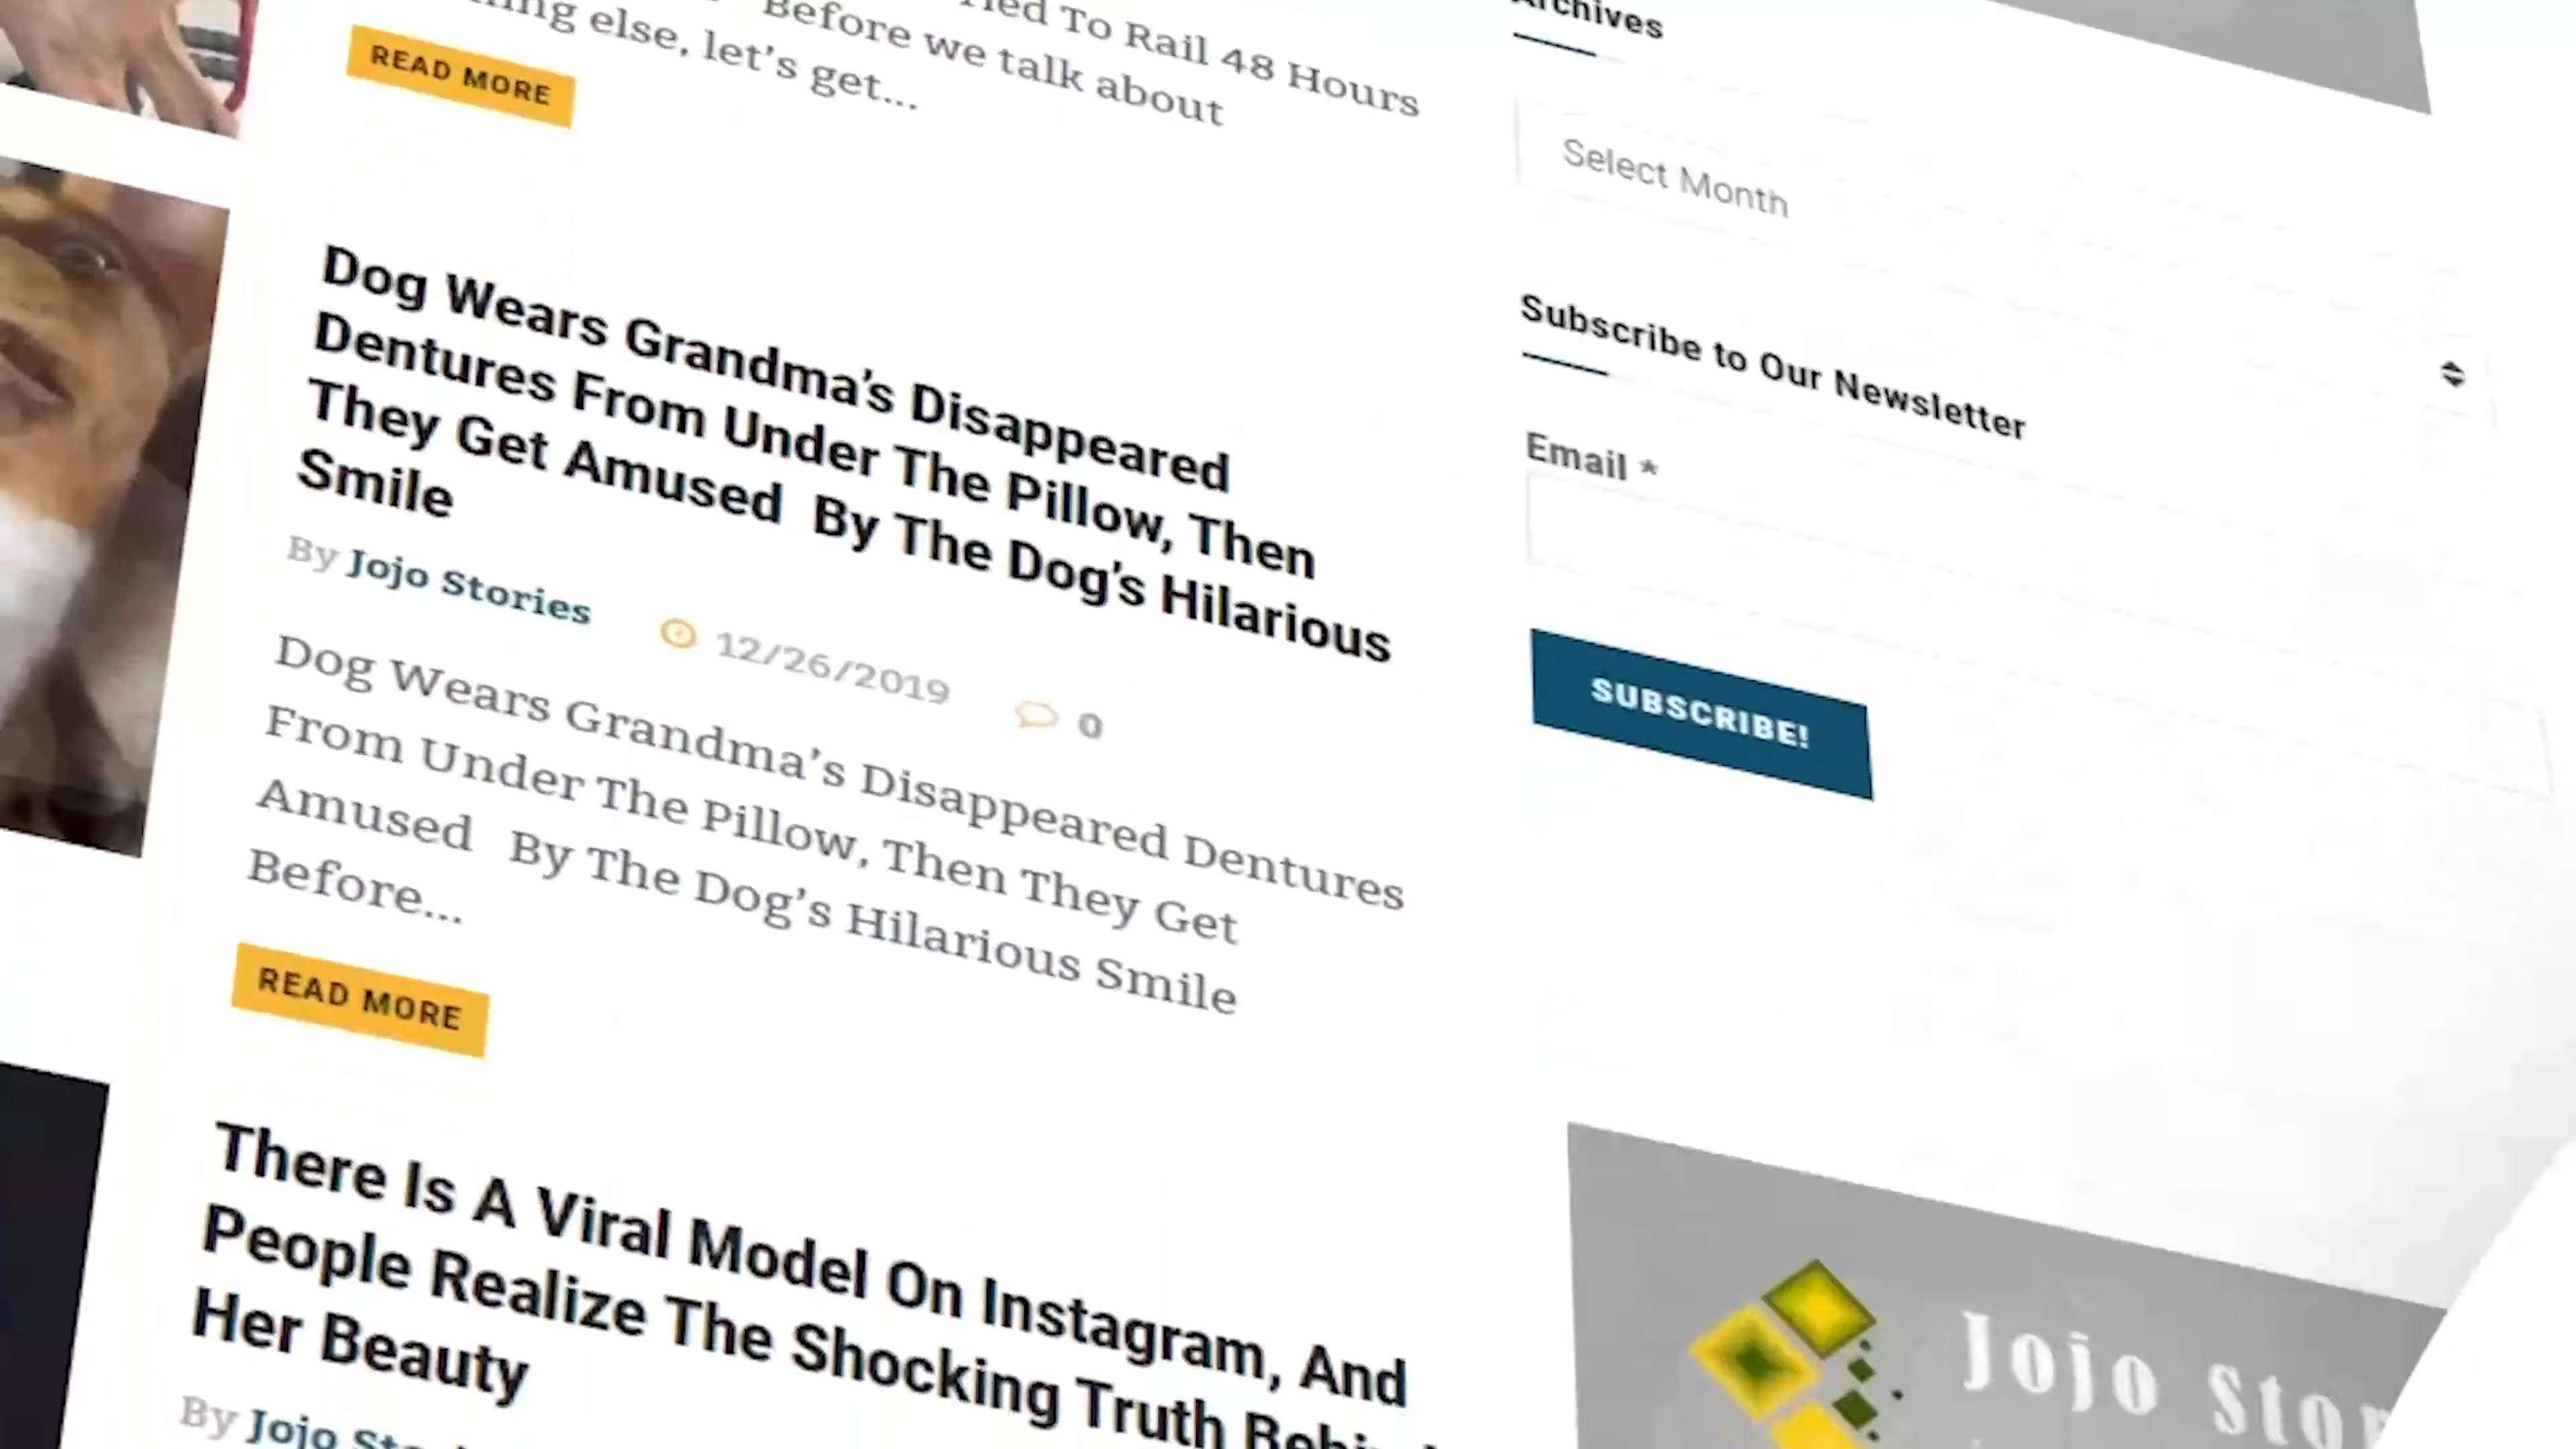 To Rail 48 Hours
Before we talk about
else, let's get...
READ MORE
Dog Wears Grandma's Disappeared
Dentures From Under The Pillow, Then
They Get Amused By The Dog's Hilarious
Smile
By Jojo Stories 12/26/2019 0
Dog Wears Grandma's Disappeared Dentures
From Under The Pillow, Then They Get
Amused By The Dog's Hilarious Smile
Before...
READ MORE
There Is A Viral Model On Instagram, And
People Realize The Shocking Truth
Her Beauty
By Jojo
Archives
Select Month
Subscribe to Our Newsletter
Email *
SUBSCRIBE!
Jojo